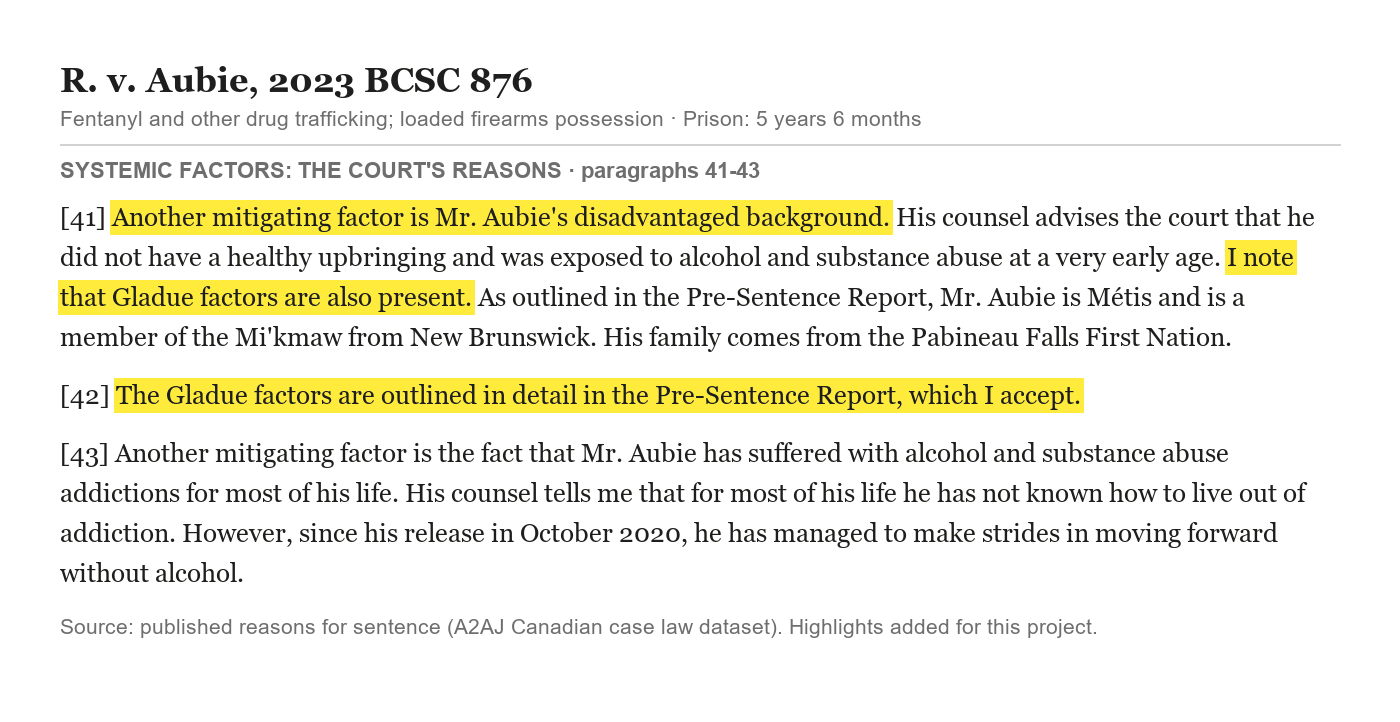 R. v. Aubie, 2023 BCSC 876
Fentanyl and other drug trafficking; loaded firearms possession · Prison: 5 years 6 months
SYSTEMIC FACTORS: THE COURT'S REASONS · paragraphs 41-43
[41] Another mitigating factor is Mr. Aubie's disadvantaged background. His counsel advises the court that he
did not have a healthy upbringing and was exposed to alcohol and substance abuse at a very early age. I note
that Gladue factors are also present. As outlined in the Pre-Sentence Report, Mr. Aubie is Métis and is a
member of the Mi'kmaw from New Brunswick. His family comes from the Pabineau Falls First Nation.
[42] The Gladue factors are outlined in detail in the Pre-Sentence Report, which I accept.
[43] Another mitigating factor is the fact that Mr. Aubie has suffered with alcohol and substance abuse
addictions for most of his life. His counsel tells me that for most of his life he has not known how to live out of
addiction. However, since his release in October 2020, he has managed to make strides in moving forward
without alcohol.
Source: published reasons for sentence (A2AJ Canadian case law dataset). Highlights added for this project.